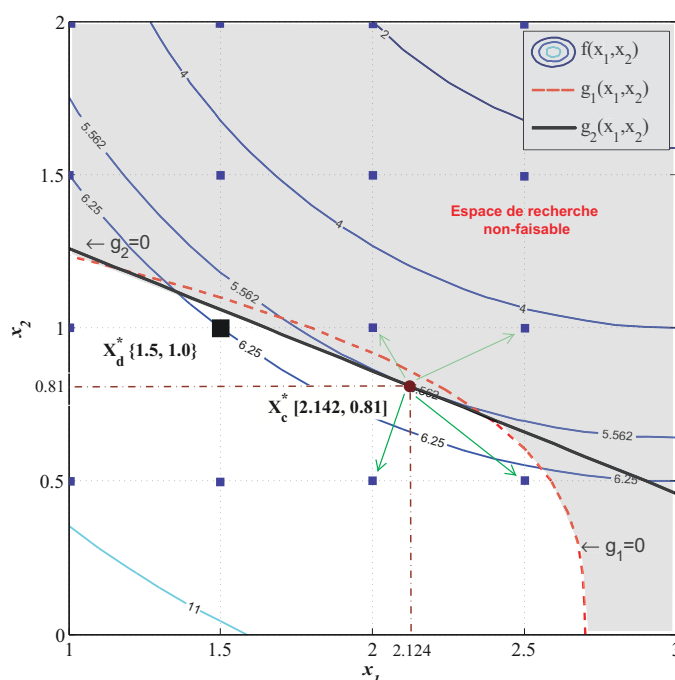 2
f(x1,x2)
g1(x1,x2)
g2(x1,x2)
2
4
5.562
6.25
1.5
Espace de recherche
non-faisable
← g2=0
4
5.562
4
x2
1
X*d {1.5, 1.0}
6.25
0.81
X*c [2.142, 0.81]
5.562
6.25
5.562
0.5
6.25
← g1=0
11
0
1
1.5
2
2.124
2.5
3
x1